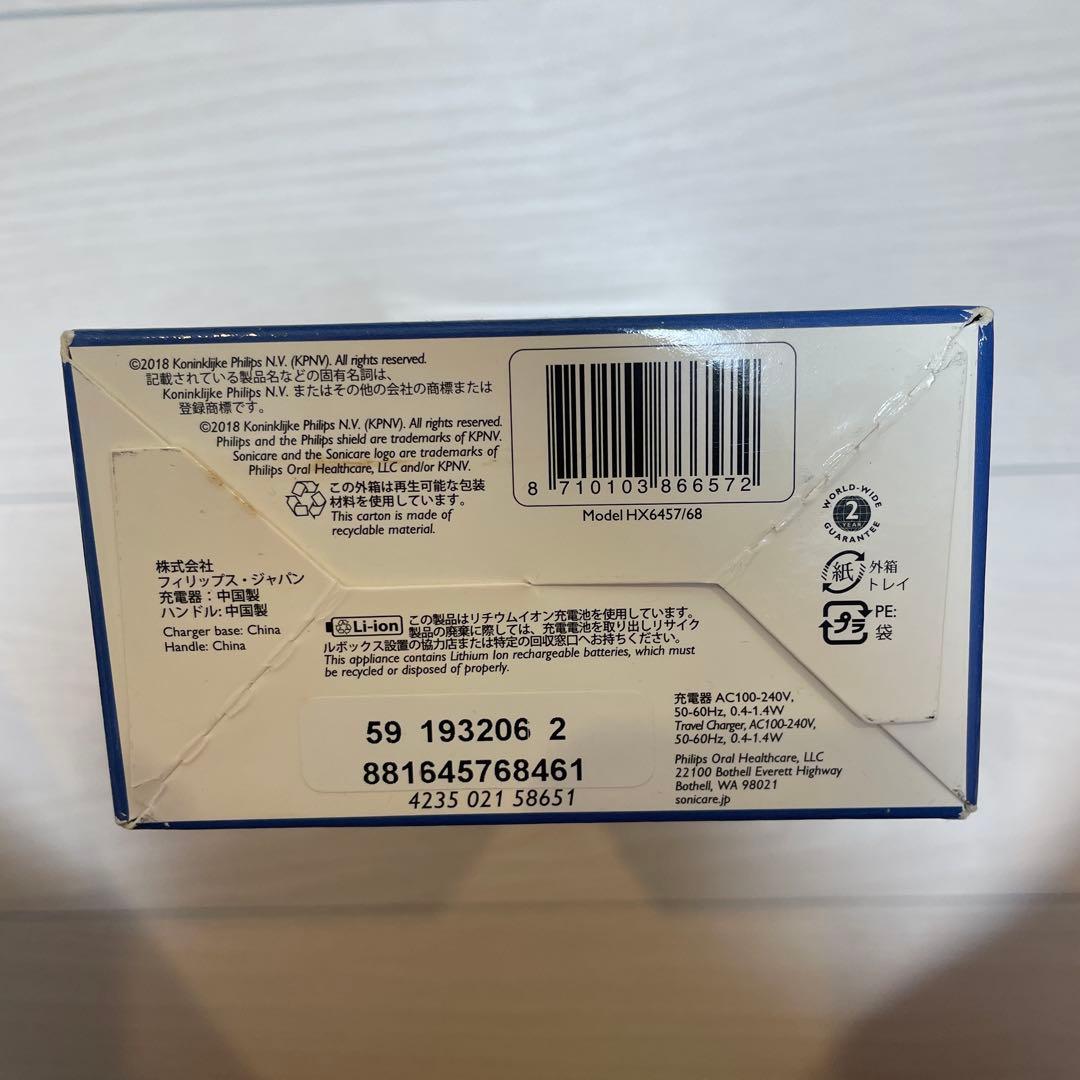 ©2018 Koninklijke Philips N.V. (KPNV). All rights reserved.
記載されている製品名などの固有名詞は、
Koninklijke Philips N.V. またはその他の会社の商標または
登録商標です。
©2018 Koninklijke Philips N.V. (KPNV). All rights reserved.
Philips and the Philips shield are trademarks of KPNV.
Sonicare and the Sonicare logo are trademarks of
Philips Oral Healthcare, LLC and/or KPNV.
この外箱は再生可能な包装
材料を使用しています。
This carton is made of
recyclable material.
8 710103 866572
Model HX6457/68
WORLD-WIDE
2
YEAR
GUARANTEE
紙 外箱
トレイ
プラ PE:
袋
株式会社
フィリップス・ジャパン
充電器：中国製
ハンドル：中国製
Charger base: China
Handle: China
Li-ion この製品はリチウムイオン充電池を使用しています。
製品の廃棄に際しては、充電電池を取り出しリサイク
ルボックス設置の協力店または特定の回収窓口へお持ちください。
This appliance contains Lithium Ion rechargeable batteries, which must
be recycled or disposed of properly.
59 193206 2
881645768461
4235 021 58651
充電器 AC100-240V,
50-60Hz, 0.4-1.4W
Travel Charger, AC100-240V,
50-60Hz, 0.4-1.4W
Philips Oral Healthcare, LLC
22100 Bothell Everett Highway
Bothell, WA 98021
sonicare.jp